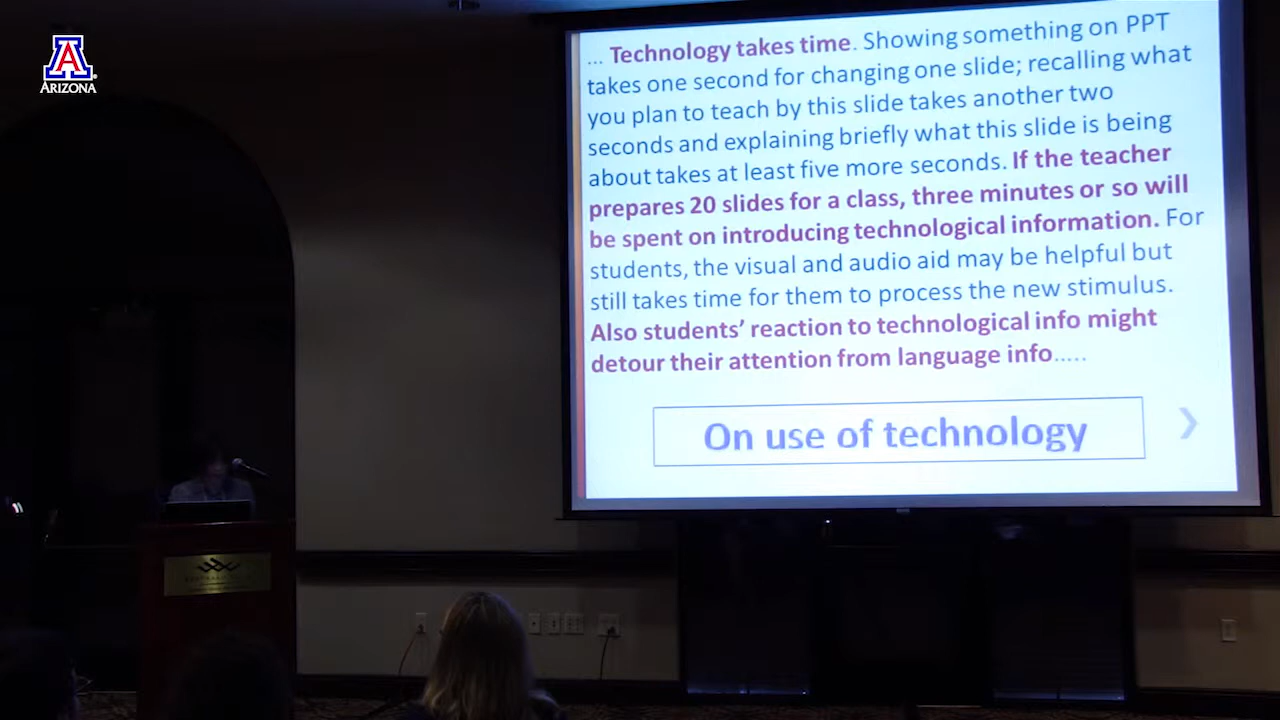 ARIZONA
... Technology takes time. Showing something on PPT
takes one second for changing one slide; recalling what
you plan to teach by this slide takes another two
seconds and explaining briefly what this slide is being
about takes at least five more seconds. If the teacher
prepares 20 slides for a class, three minutes or so will
be spent on introducing technological information. For
students, the visual and audio aid may be helpful but
still takes time for them to process the new stimulus.
Also students’ reaction to technological info might
detour their attention from language info.....
On use of technology